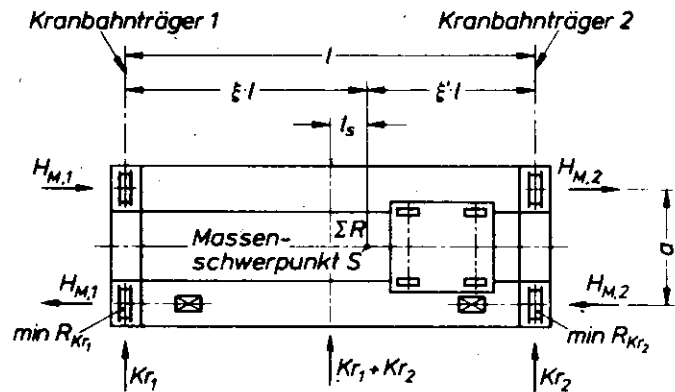 Kranbahnträger 1
Kranbahnträger 2
l
ξ·l
ξ'·l
l_s
H_M,1
H_M,2
ΣR
Massen-
schwerpunkt S
a
H_M,1
H_M,2
min R_Kr₁
min R_Kr₂
Kr₁
Kr₁ + Kr₂
Kr₂